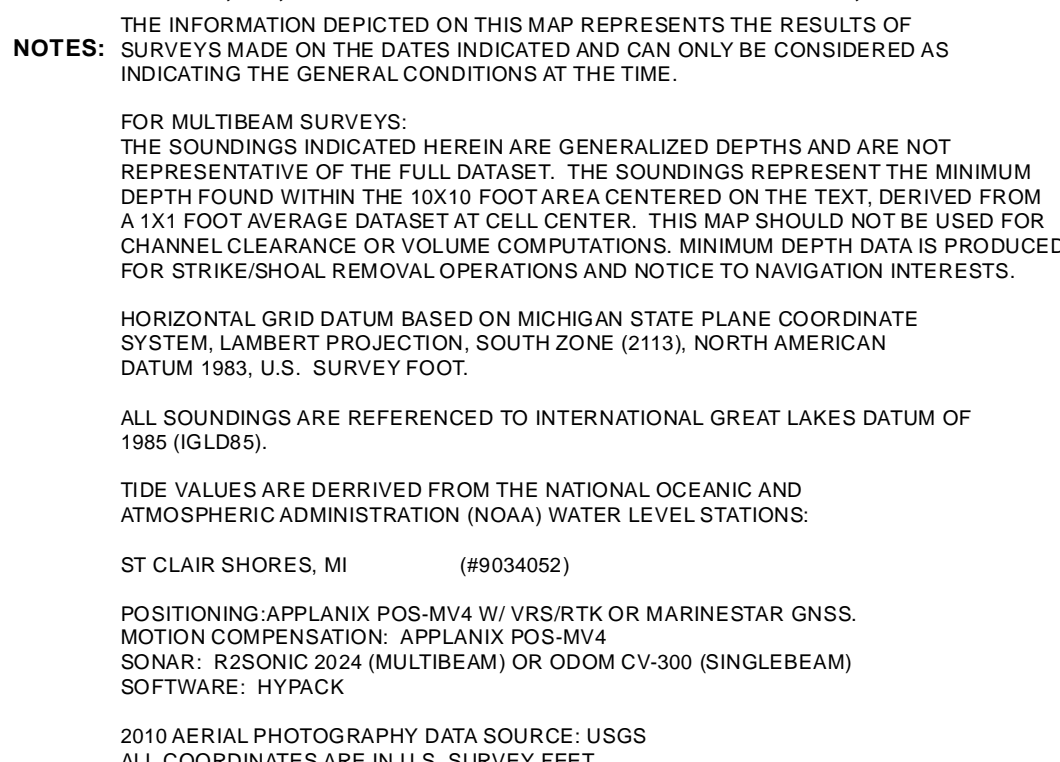 THE INFORMATION DEPICTED ON THIS MAP REPRESENTS THE RESULTS OF
NOTES: SURVEYS MADE ON THE DATES INDICATED AND CAN ONLY BE CONSIDERED AS
INDICATING THE GENERAL CONDITIONS AT THE TIME.
FOR MULTIBEAM SURVEYS:
THE SOUNDINGS INDICATED HEREIN ARE GENERALIZED DEPTHS AND ARE NOT
REPRESENTATIVE OF THE FULL DATASET. THE SOUNDINGS REPRESENT THE MINIMUM
DEPTH FOUND WITHIN THE 10X10 FOOT AREA CENTERED ON THE TEXT, DERIVED FROM
A 1X1 FOOT AVERAGE DATASET AT CELL CENTER. THIS MAP SHOULD NOT BE USED FOR
CHANNEL CLEARANCE OR VOLUME COMPUTATIONS. MINIMUM DEPTH DATA IS PRODUCED
FOR STRIKE/SHOAL REMOVAL OPERATIONS AND NOTICE TO NAVIGATION INTERESTS.
HORIZONTAL GRID DATUM BASED ON MICHIGAN STATE PLANE COORDINATE
SYSTEM, LAMBERT PROJECTION, SOUTH ZONE (2113), NORTH AMERICAN
DATUM 1983, U.S. SURVEY FOOT.
ALL SOUNDINGS ARE REFERENCED TO INTERNATIONAL GREAT LAKES DATUM OF
1985 (IGLD85).
TIDE VALUES ARE DERRIVED FROM THE NATIONAL OCEANIC AND
ATMOSPHERIC ADMINISTRATION (NOAA) WATER LEVEL STATIONS:
ST CLAIR SHORES, MI (#9034052)
POSITIONING:APPLANIX POS-MV4 W/ VRS/RTK OR MARINESTAR GNSS.
MOTION COMPENSATION: APPLANIX POS-MV4
SONAR: R2SONIC 2024 (MULTIBEAM) OR ODOM CV-300 (SINGLEBEAM)
SOFTWARE: HYPACK
2010 AERIAL PHOTOGRAPHY DATA SOURCE: USGS
ALL COORDINATES ARE IN U.S. SURVEY FEET